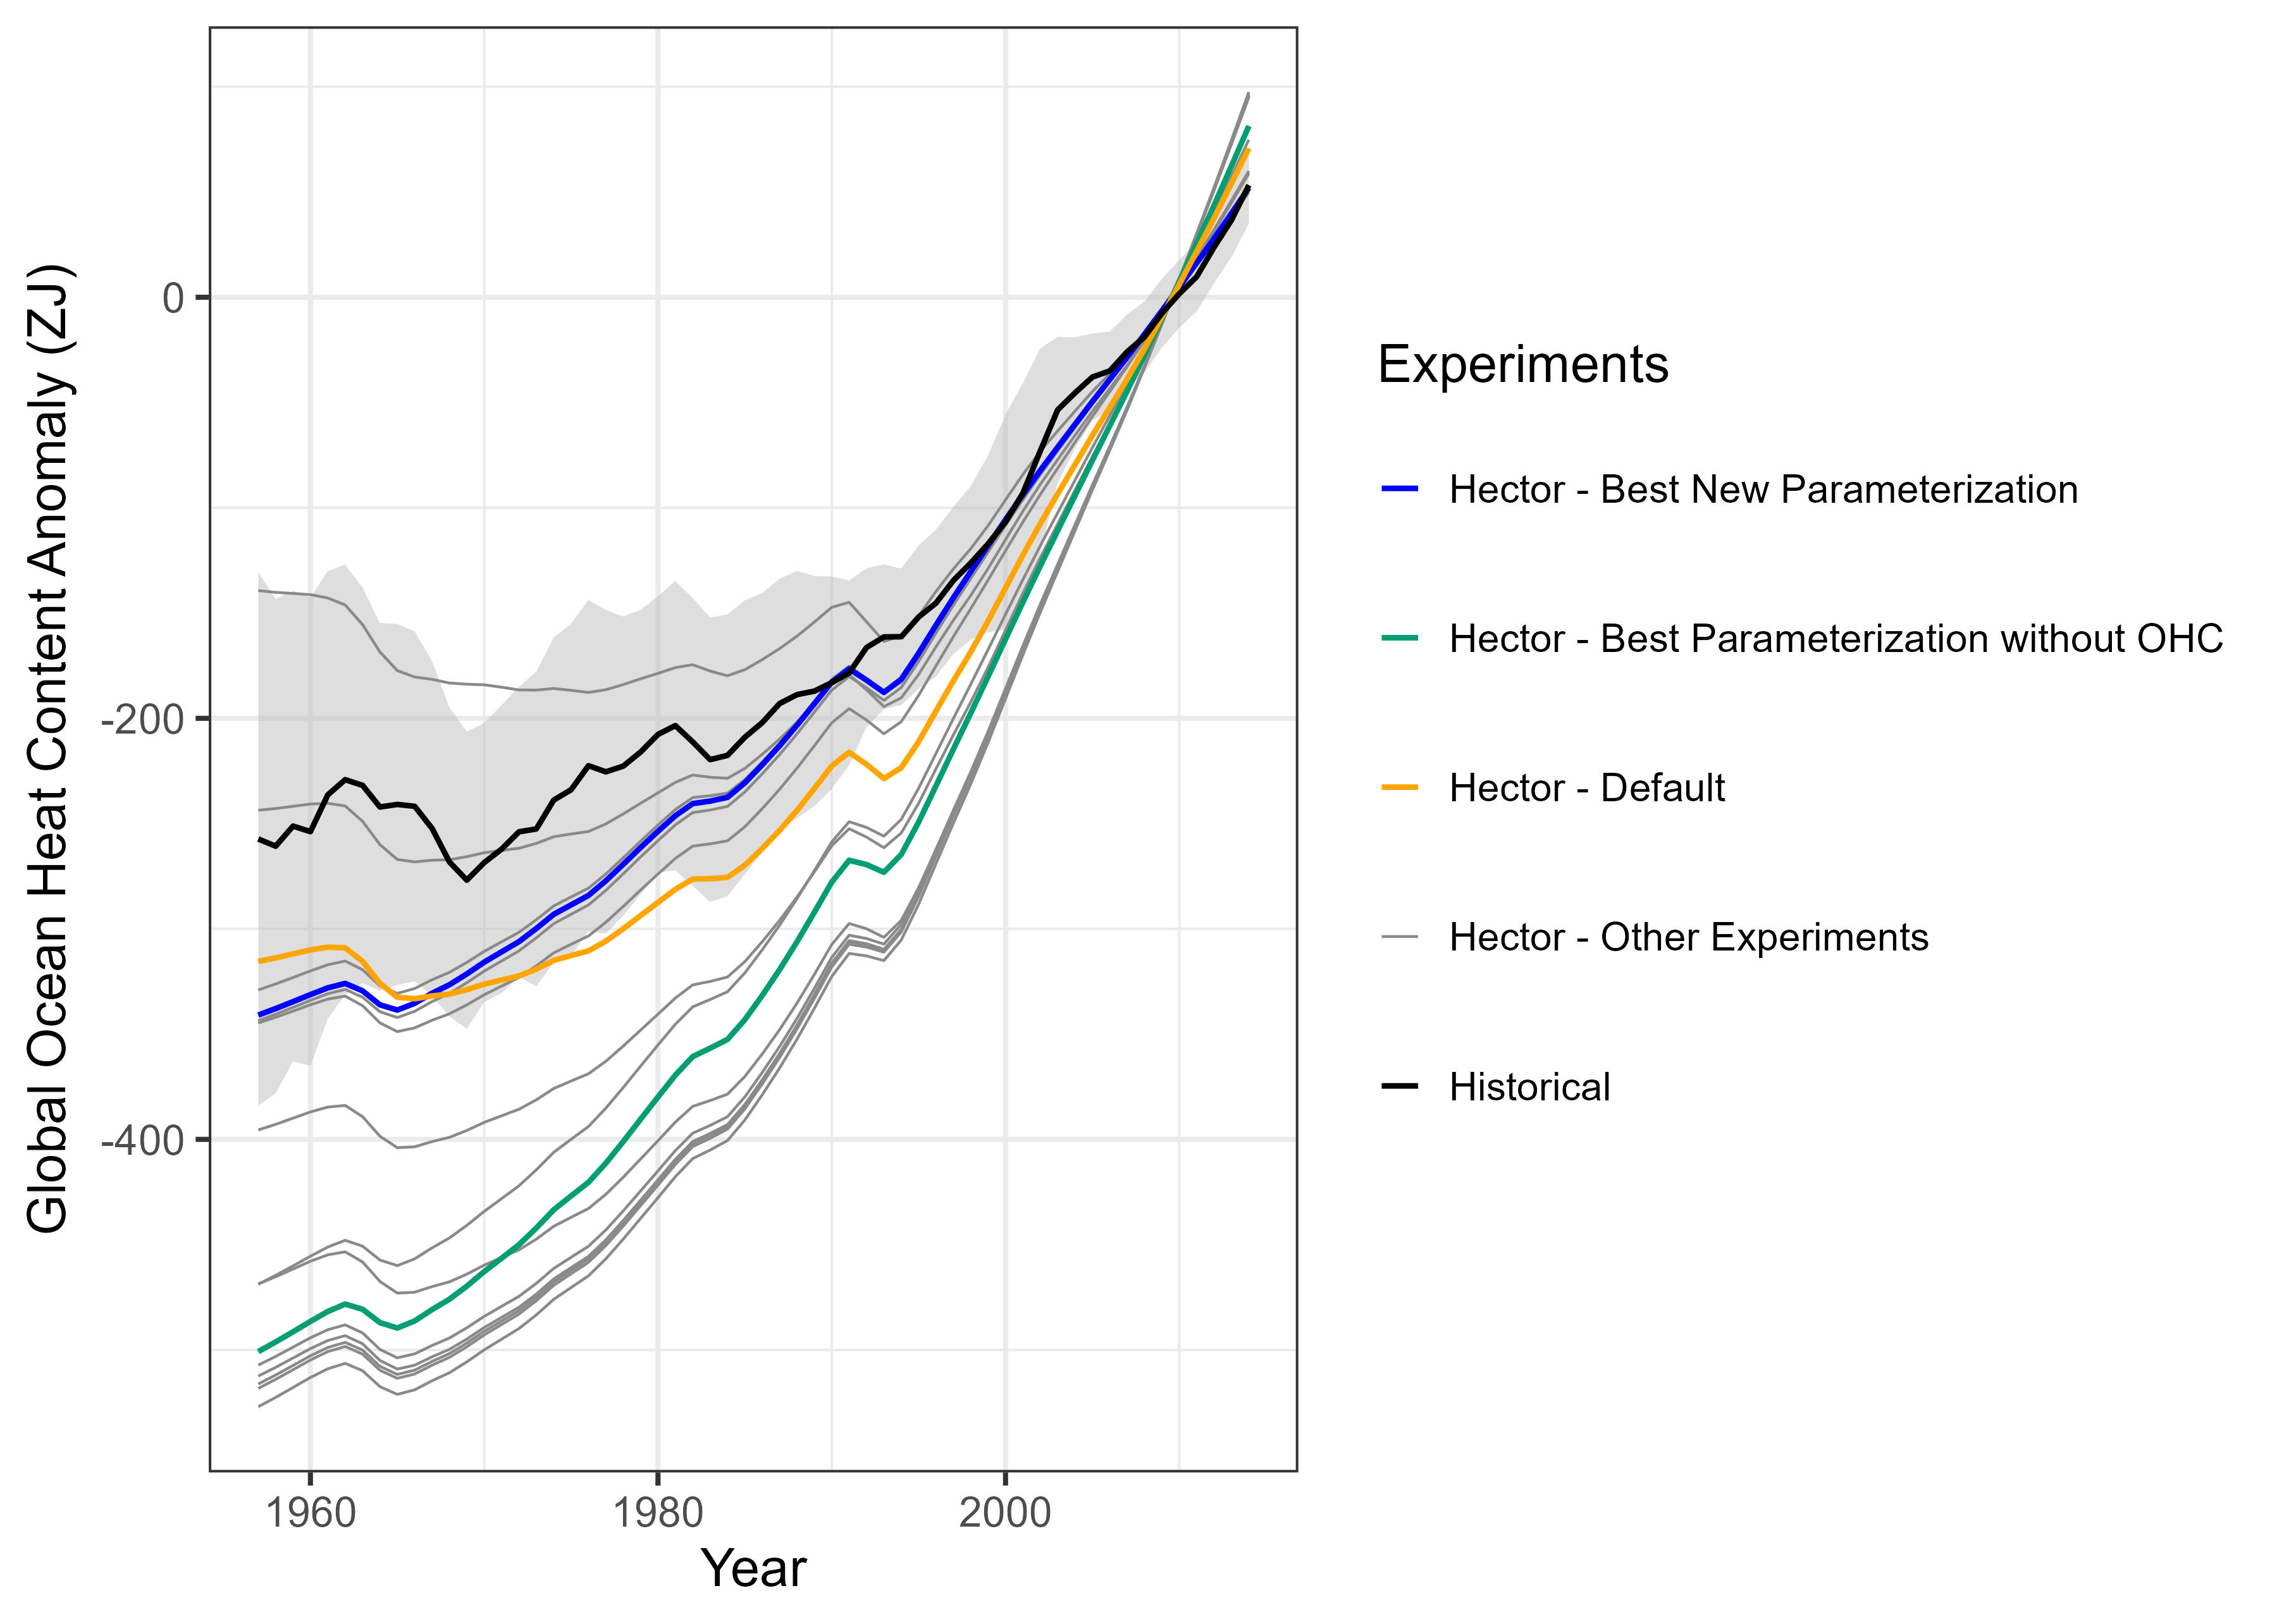 Global Ocean Heat Content Anomaly (ZJ)
0
-200
-400
1960
1980
2000
Year
Experiments
Hector - Best New Parameterization
Hector - Best Parameterization without OHC
Hector - Default
Hector - Other Experiments
Historical